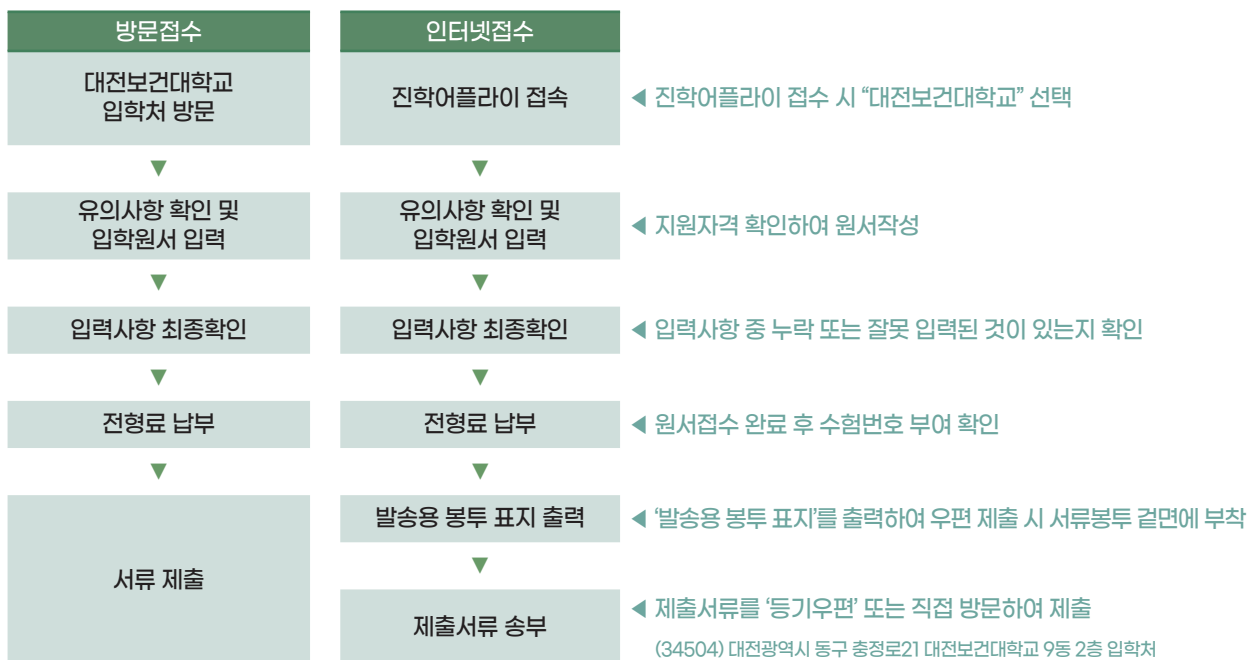 방문접수
인터넷접수
대전보건대학교
입학처 방문
진학어플라이 접속
◀ 진학어플라이 접수 시 “대전보건대학교” 선택
▼
▼
유의사항 확인 및
입학원서 입력
유의사항 확인 및
입학원서 입력
◀ 지원자격 확인하여 원서작성
▼
▼
입력사항 최종확인
입력사항 최종확인
◀ 입력사항 중 누락 또는 잘못 입력된 것이 있는지 확인
▼
▼
전형료 납부
전형료 납부
◀ 원서접수 완료 후 수험번호 부여 확인
▼
▼
서류 제출
발송용 봉투 표지 출력
◀ ‘발송용 봉투 표지’를 출력하여 우편 제출 시 서류봉투 겉면에 부착
▼
제출서류 송부
◀ 제출서류를 ‘등기우편’ 또는 직접 방문하여 제출
(34504) 대전광역시 동구 충정로21 대전보건대학교 9동 2층 입학처